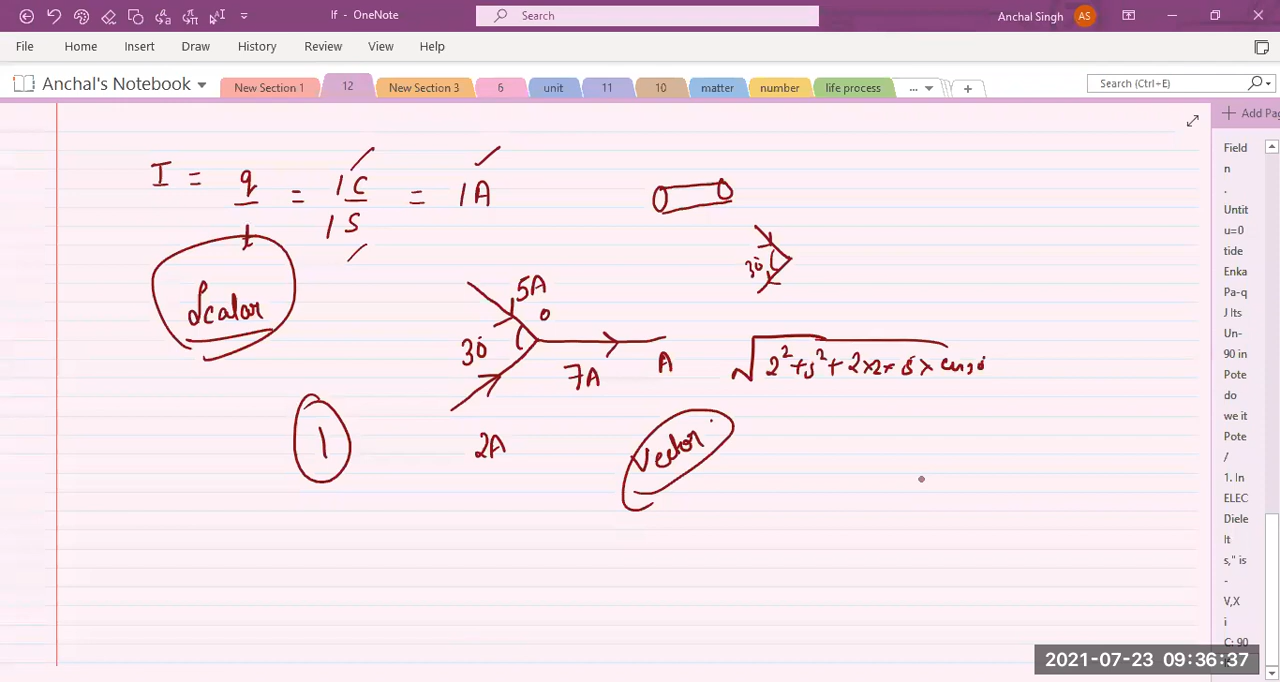 If - OneNote
Search
Anchal Singh
AS
File Home Insert Draw History Review View Help
Anchal's Notebook
New Section 1 12 New Section 3 6 unit 11 10 matter number life process ...
Search (Ctrl+E)
Add Pag
I = q/t = 1C/1S = 1A
Scalar
5A
30°
7A
A
2A
1
30
√2²+5²+2×2×5×cos30
Vector
Field
n
.
Untit
u=0
tide
Enka
Pa-q
J Its
Un-
90 in
Pote
do
we it
Pote
/
1. In
ELEC
Diele
It
s," is
-
V,X
i
C: 90
2021-07-23 09:36:37